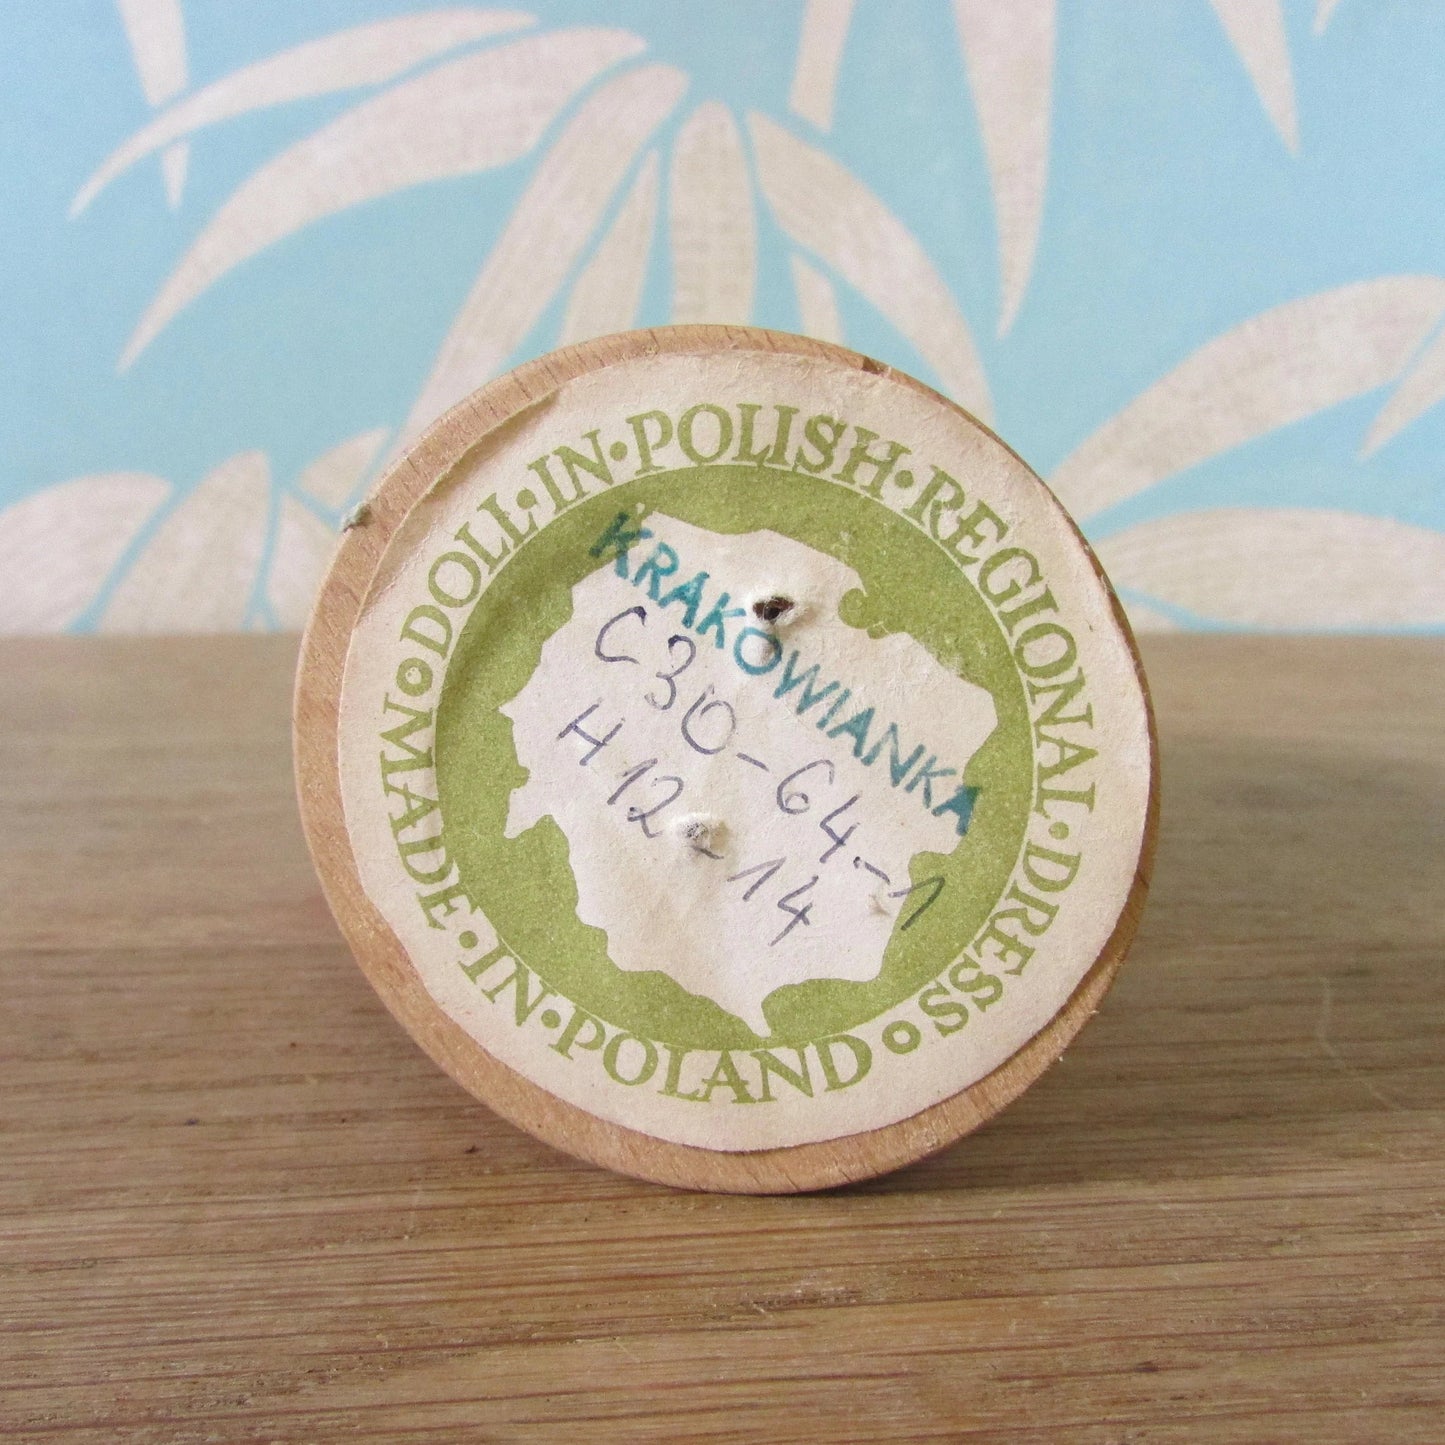 DOLL·IN·POLISH·REGIONAL·DRESS
MADE·IN·POLAND
KRAKOWIANKA
C30-64-1
H12-14